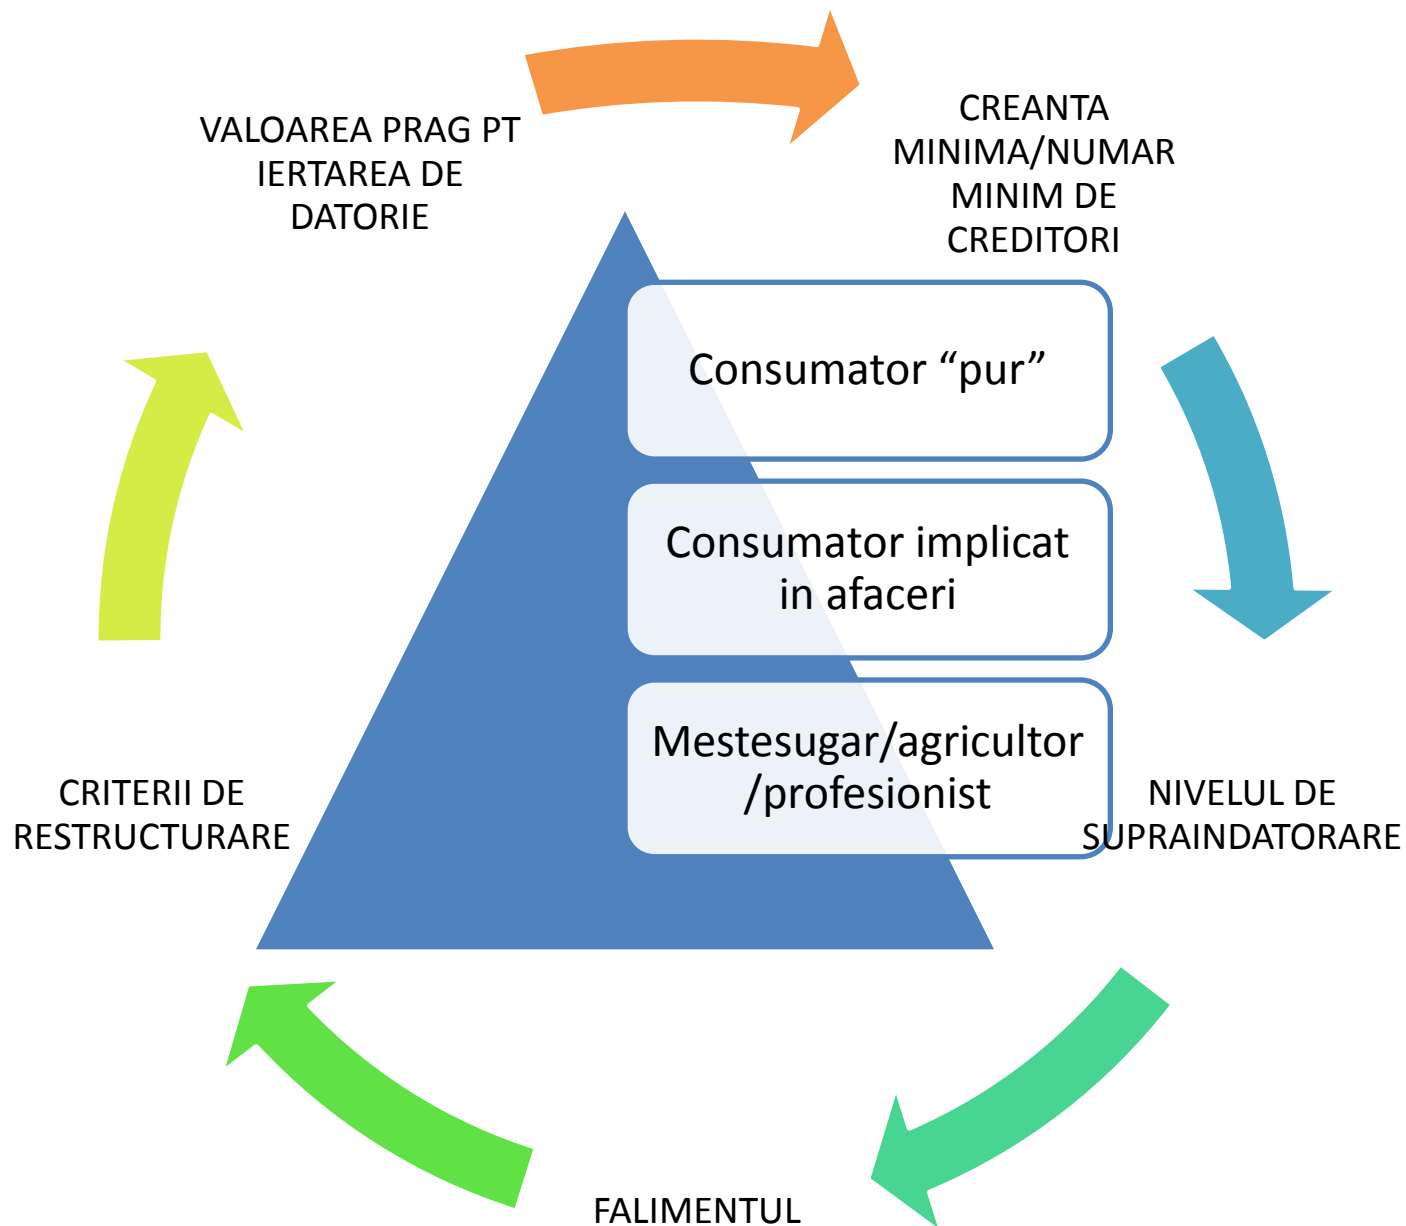 VALOAREA PRAG PT
IERTAREA DE
DATORIE
CREANTA
MINIMA/NUMAR
MINIM DE
CREDITORI
Consumator “pur”
Consumator implicat
in afaceri
Mestesugar/agricultor
/profesionist
NIVELUL DE
SUPRAINDATORARE
FALIMENTUL
CRITERII DE
RESTRUCTURARE